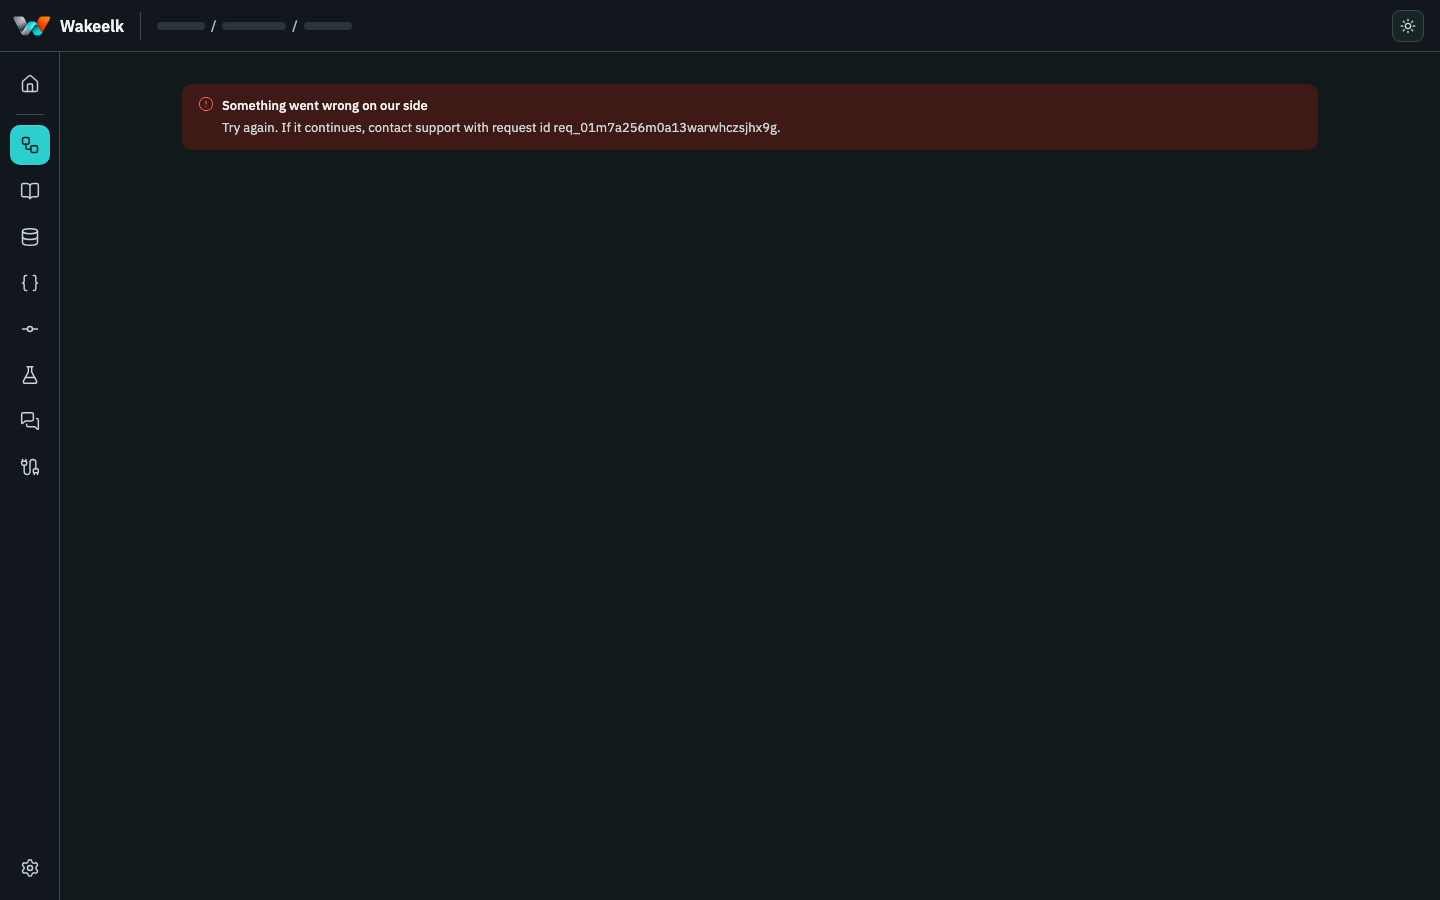 Wakeelk
/ /
Something went wrong on our side
Try again. If it continues, contact support with request id req_01m7a256m0a13warwhczsjhx9g.